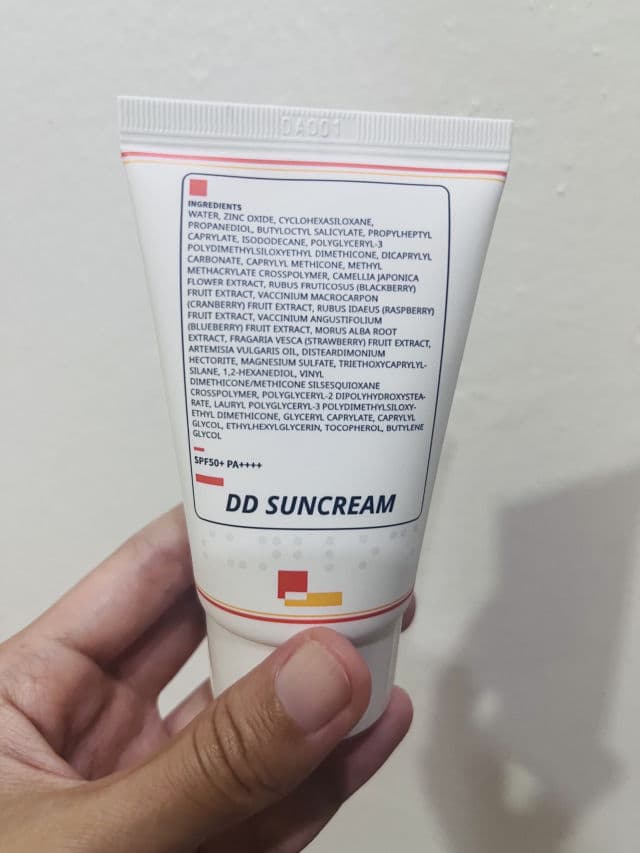 0A001
INGREDIENTS
WATER, ZINC OXIDE, CYCLOHEXASILOXANE,
PROPANEDIOL, BUTYLOCTYL SALICYLATE, PROPYLHEPTYL
CAPRYLATE, ISODODECANE, POLYGLYCERYL-3
POLYDIMETHYLSILOXYETHYL DIMETHICONE, DICAPRYLYL
CARBONATE, CAPRYLYL METHICONE, METHYL
METHACRYLATE CROSSPOLYMER, CAMELLIA JAPONICA
FLOWER EXTRACT, RUBUS FRUTICOSUS (BLACKBERRY)
FRUIT EXTRACT, VACCINIUM MACROCARPON
(CRANBERRY) FRUIT EXTRACT, RUBUS IDAEUS (RASPBERRY)
FRUIT EXTRACT, VACCINIUM ANGUSTIFOLIUM
(BLUEBERRY) FRUIT EXTRACT, MORUS ALBA ROOT
EXTRACT, FRAGARIA VESCA (STRAWBERRY) FRUIT EXTRACT,
ARTEMISIA VULGARIS OIL, DISTEARDIMONIUM
HECTORITE, MAGNESIUM SULFATE, TRIETHOXYCAPRYLYL-
SILANE, 1,2-HEXANEDIOL, VINYL
DIMETHICONE/METHICONE SILSESQUIOXANE
CROSSPOLYMER, POLYGLYCERYL-2 DIPOLYHYDROXYSTEA-
RATE, LAURYL POLYGLYCERYL-3 POLYDIMETHYLSILOXY-
ETHYL DIMETHICONE, GLYCERYL CAPRYLATE, CAPRYLYL
GLYCOL, ETHYLHEXYLGLYCERIN, TOCOPHEROL, BUTYLENE
GLYCOL
SPF50+ PA++++
DD SUNCREAM